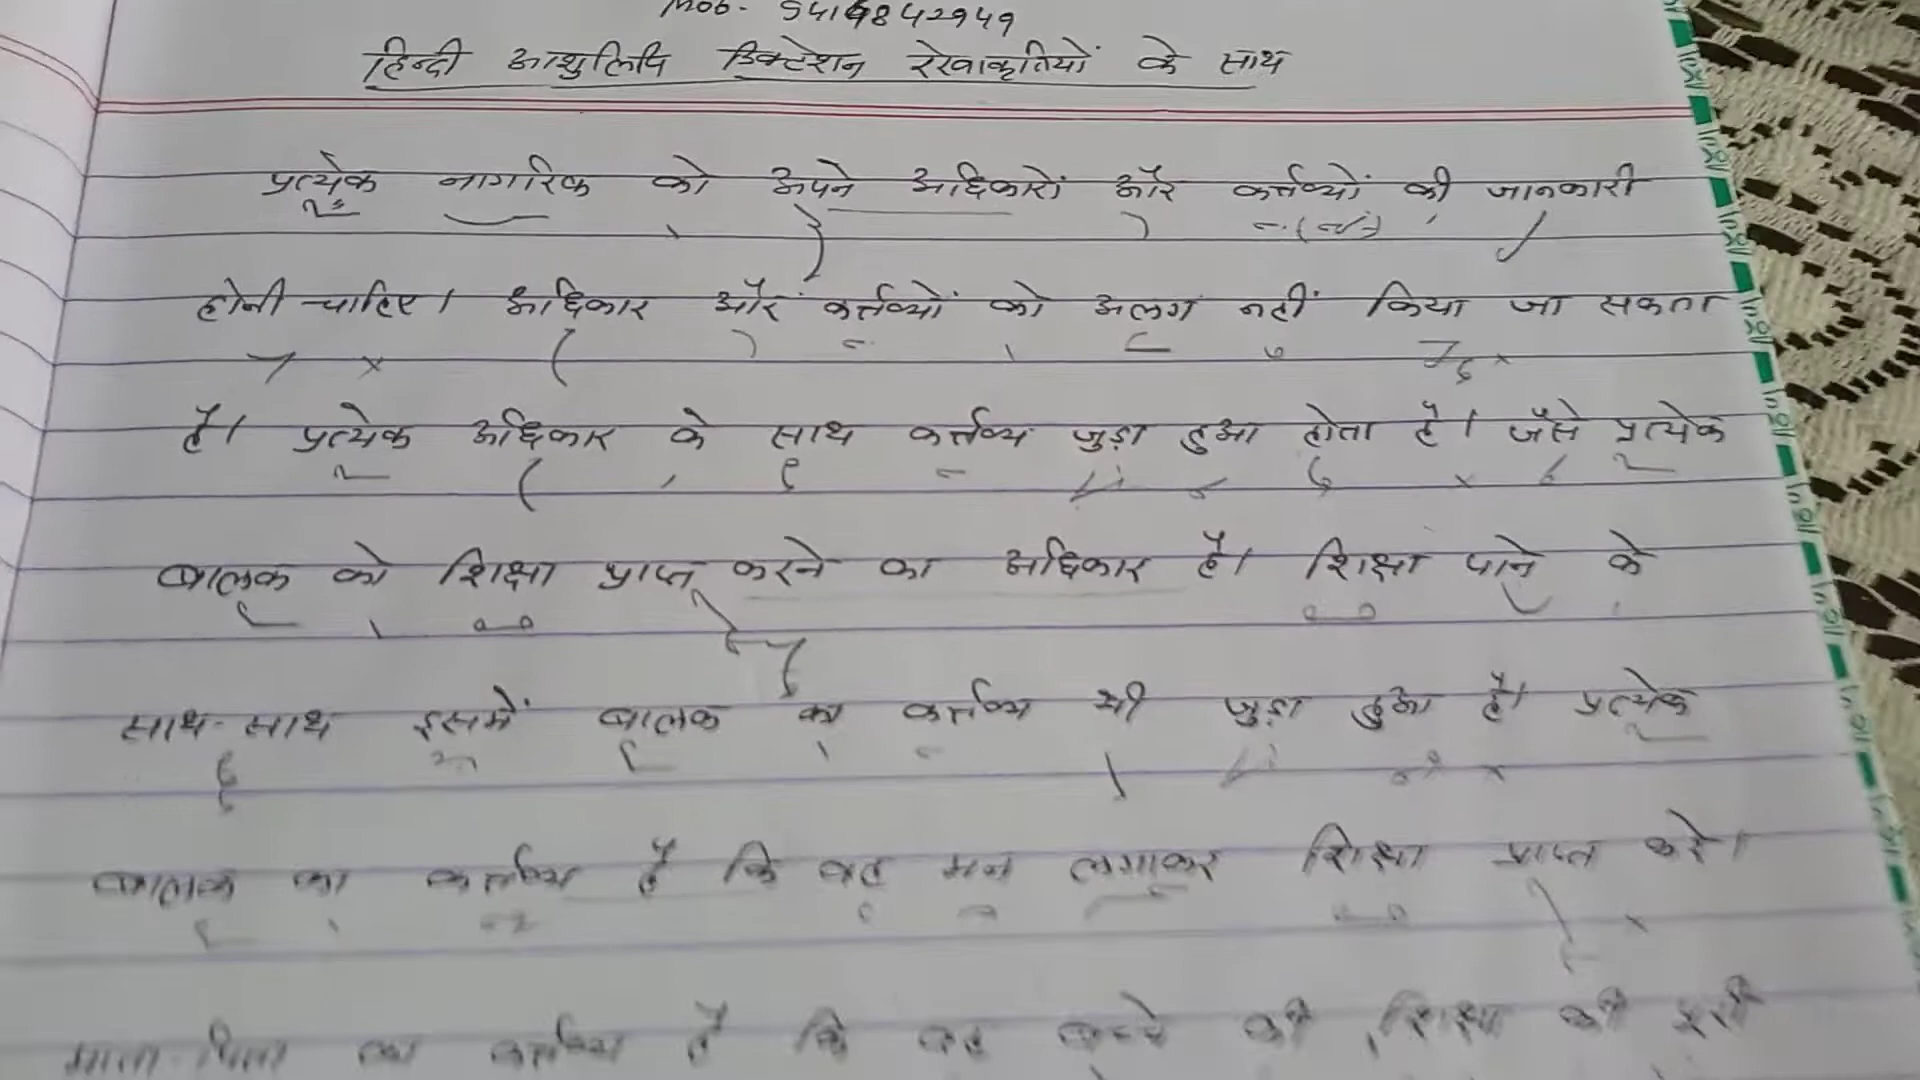 Mob- 9414842949
हिन्दी आशुलिपि डिक्टेशन रेखाकृतियों के साथ
प्रत्येक नागरिक को अपने अधिकारों और कर्त्तव्यों की जानकारी
होनी चाहिए। अधिकार और कर्त्तव्यों को अलग नहीं किया जा सकता
है। प्रत्येक अधिकार के साथ कर्त्तव्य जुड़ा हुआ होता है। जैसे प्रत्येक
बालक को शिक्षा प्राप्त करने का अधिकार है। शिक्षा पाने के
साथ-साथ इसमें बालक का कर्त्तव्य भी जुड़ा हुआ है। प्रत्येक
बालक का कर्त्तव्य है कि वह मन लगाकर शिक्षा प्राप्त करे।
माता-पिता का कर्त्तव्य है कि वह बच्चे की शिक्षा की